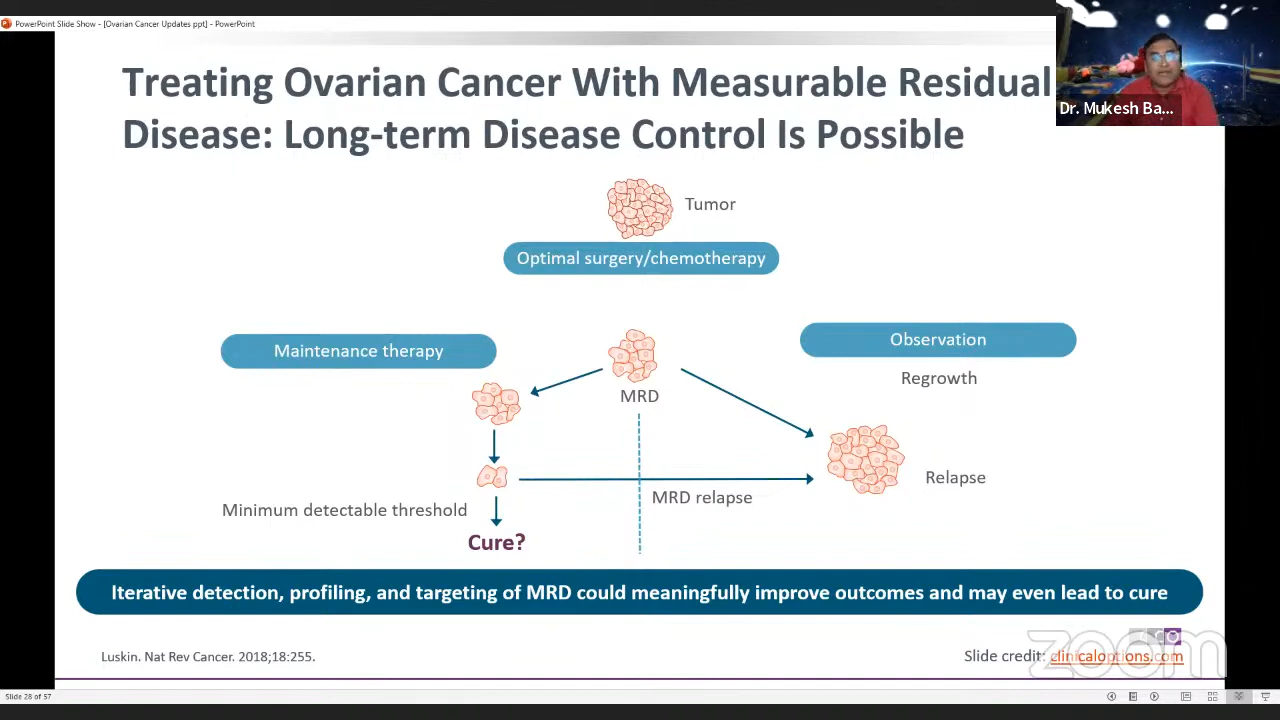 PowerPoint Slide Show - [Ovarian Cancer Updates ppt] - PowerPoint
Dr. Mukesh Ba...
Treating Ovarian Cancer With Measurable Residual
Disease: Long-term Disease Control Is Possible
Tumor
Optimal surgery/chemotherapy
Maintenance therapy
Observation
Regrowth
MRD
Relapse
MRD relapse
Minimum detectable threshold
Cure?
Iterative detection, profiling, and targeting of MRD could meaningfully improve outcomes and may even lead to cure
Luskin. Nat Rev Cancer. 2018;18:255.
Slide credit: clinicaloptions.com
zoom
Slide 28 of 57